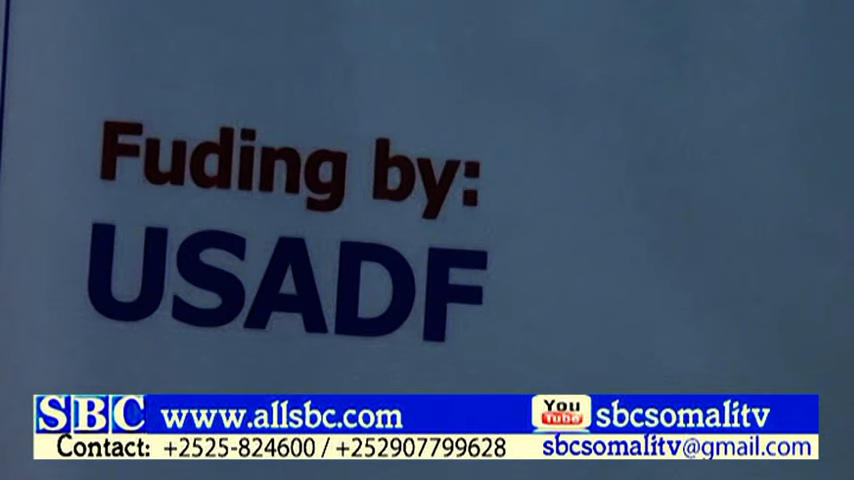 Fuding by:
USADF
SBC www.allsbc.com You Tube sbcsomalitv
Contact: +2525-824600 / +252907799628 sbcsomalitv@gmail.com